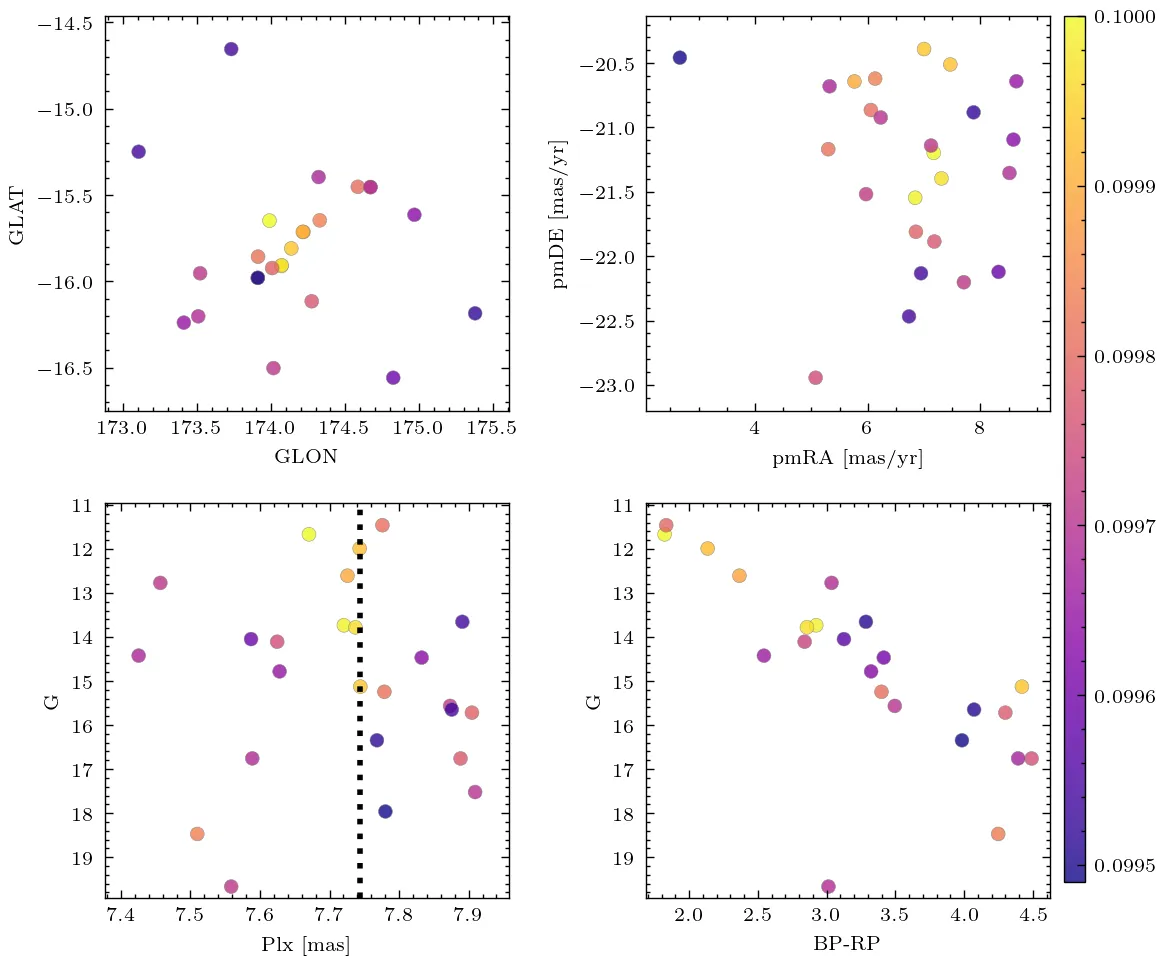 −14.5
−15.0
−15.5
−16.0
−16.5
GLAT
173.0 173.5 174.0 174.5 175.0 175.5
GLON
−20.5
−21.0
−21.5
−22.0
−22.5
−23.0
pmDE [mas/yr]
4 6 8
pmRA [mas/yr]
0.1000
0.0999
0.0998
0.0997
0.0996
0.0995
11
12
13
14
15
16
17
18
19
G
7.4 7.5 7.6 7.7 7.8 7.9
Plx [mas]
11
12
13
14
15
16
17
18
19
G
2.0 2.5 3.0 3.5 4.0 4.5
BP-RP